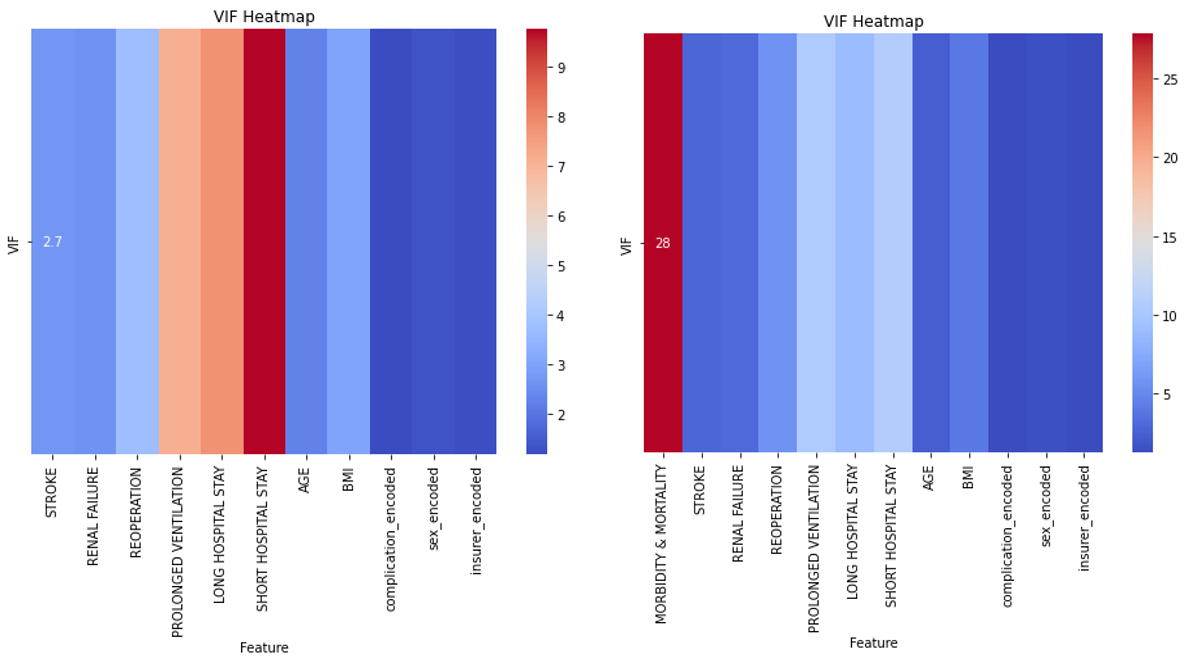 VIF Heatmap
9
8
7
6
5
4
3
2
VIF
2.7
STROKE
RENAL FAILURE
REOPERATION
PROLONGED VENTILATION
LONG HOSPITAL STAY
SHORT HOSPITAL STAY
AGE
BMI
complication_encoded
sex_encoded
insurer_encoded
Feature
VIF Heatmap
25
20
15
10
5
VIF
28
MORBIDITY & MORTALITY
STROKE
RENAL FAILURE
REOPERATION
PROLONGED VENTILATION
LONG HOSPITAL STAY
SHORT HOSPITAL STAY
AGE
BMI
complication_encoded
sex_encoded
insurer_encoded
Feature